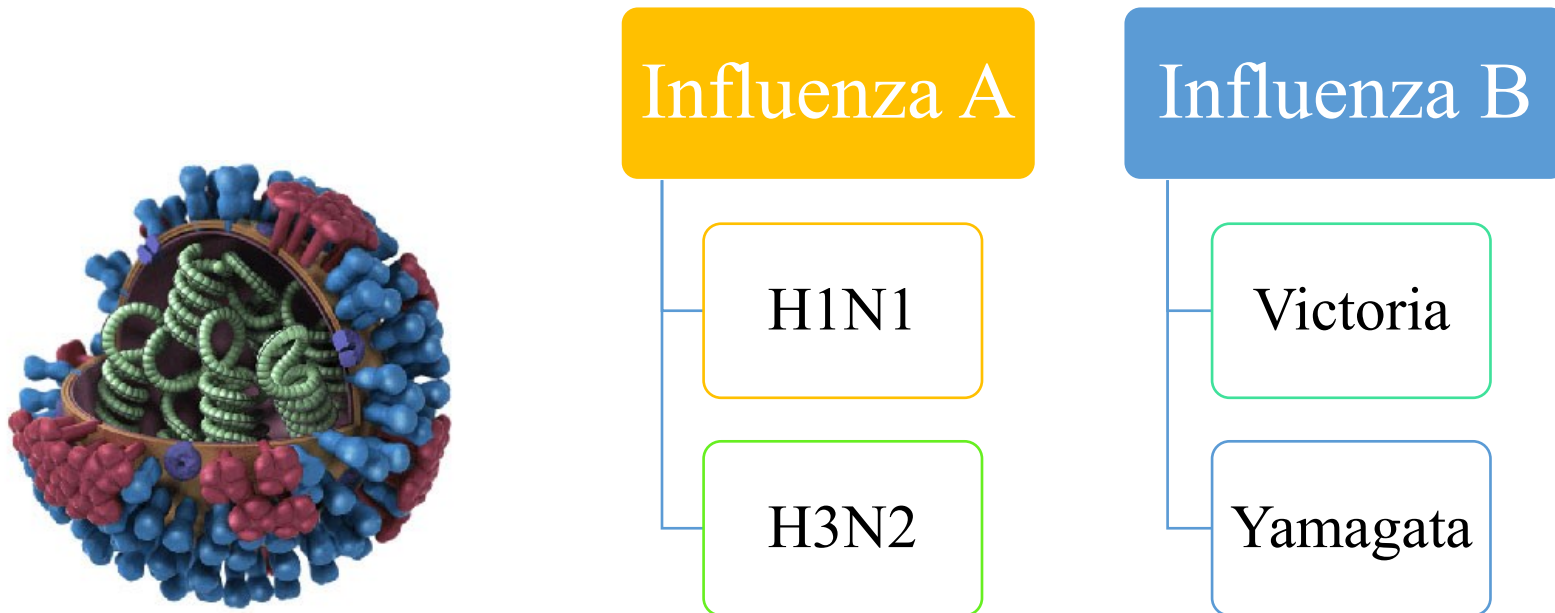 Influenza A
H1N1
H3N2
Influenza B
Victoria
Yamagata